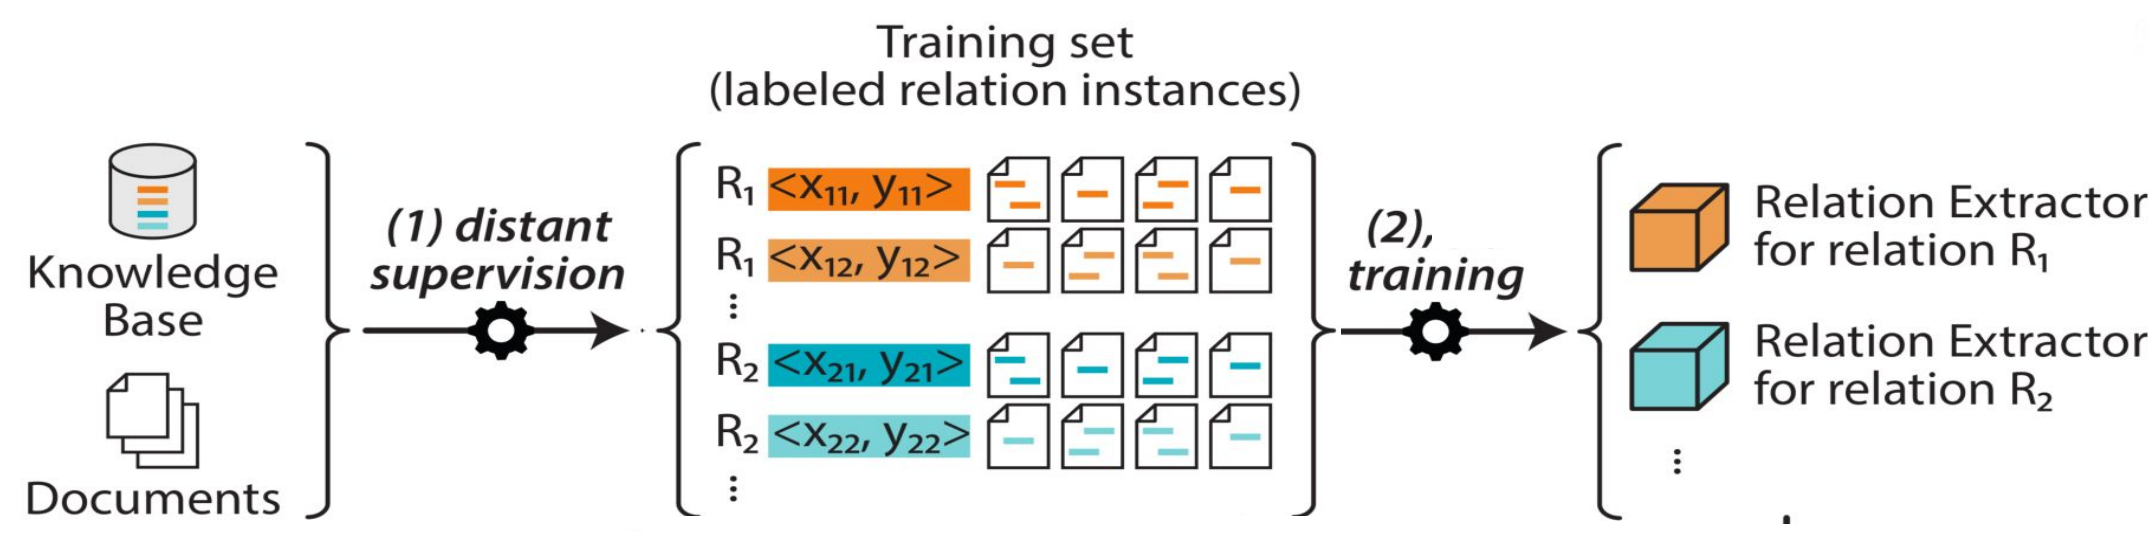 Training set
(labeled relation instances)
Knowledge
Base
Documents
(1) distant
supervision
R₁ <x₁₁, y₁₁>
R₁ <x₁₂, y₁₂>
⋮
R₂ <x₂₁, y₂₁>
R₂ <x₂₂, y₂₂>
⋮
(2),
training
Relation Extractor
for relation R₁
Relation Extractor
for relation R₂
⋮